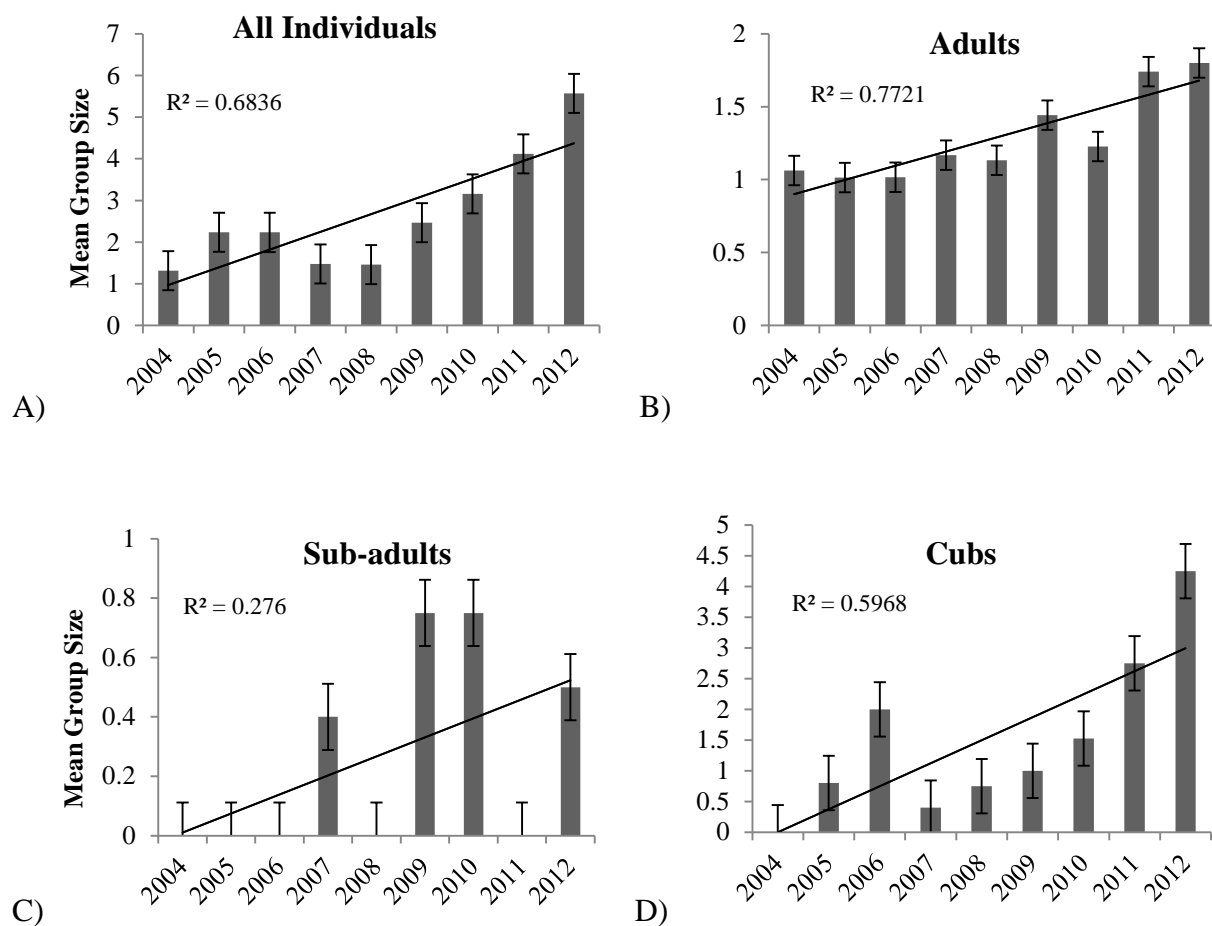 All Individuals
R² = 0.6836
Mean Group Size
7
6
5
4
3
2
1
0
2004 2005 2006 2007 2008 2009 2010 2011 2012
A)
Adults
R² = 0.7721
2
1.5
1
0.5
0
2004 2005 2006 2007 2008 2009 2010 2011 2012
B)
Sub-adults
R² = 0.276
Mean Group Size
1
0.8
0.6
0.4
0.2
0
2004 2005 2006 2007 2008 2009 2010 2011 2012
C)
Cubs
R² = 0.5968
5
4.5
4
3.5
3
2.5
2
1.5
1
0.5
0
2004 2005 2006 2007 2008 2009 2010 2011 2012
D)